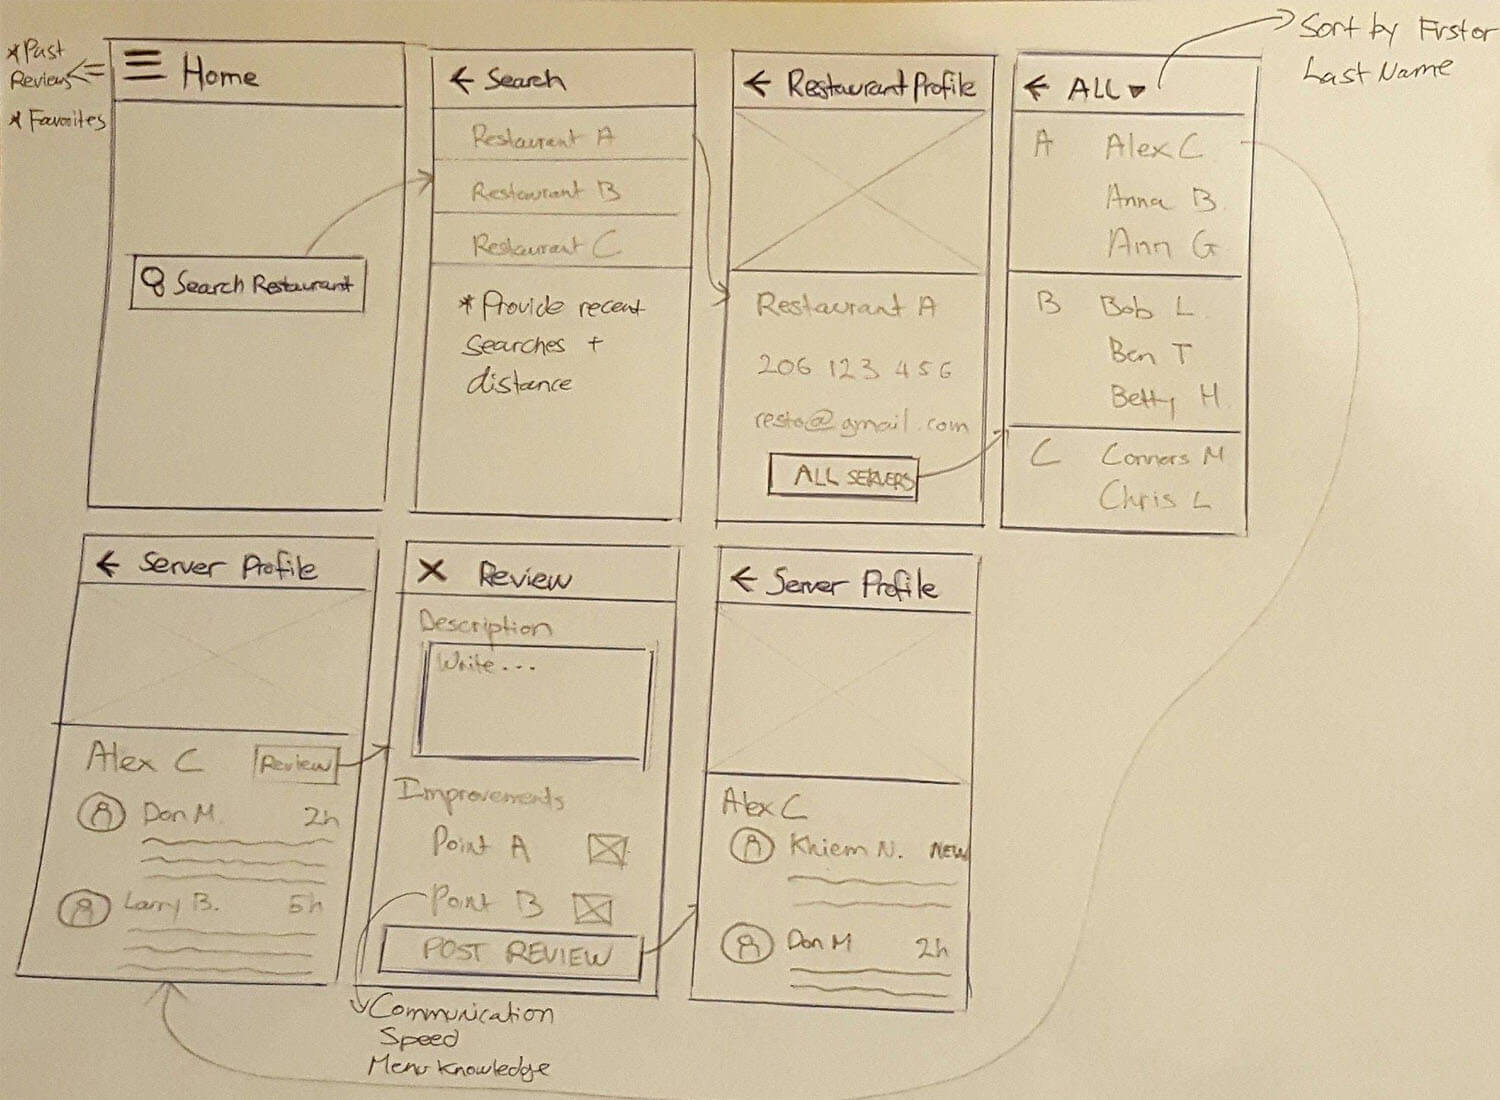 *Past
Reviews
* Favorites
Home
Search Restaurant
Search
Restaurant A
Restaurant B
Restaurant C
*Provide recent
searches +
distance
Restaurant Profile
Restaurant A
206 123 456
resto@gmail.com
ALL SERVERS
ALL
Sort by First or
Last Name
A Alex C
Anna B.
Ann G
B Bob L.
Ben T
Betty H.
C Connors M
Chris L
Server Profile
Alex C Review
Don M. 2h
Larry B. 5h
X Review
Description
Write...
Improvements
Point A
Point B
POST REVIEW
Communication
Speed
Menu Knowledge
Server Profile
Alex C
Khiem N. NEW
Don M 2h